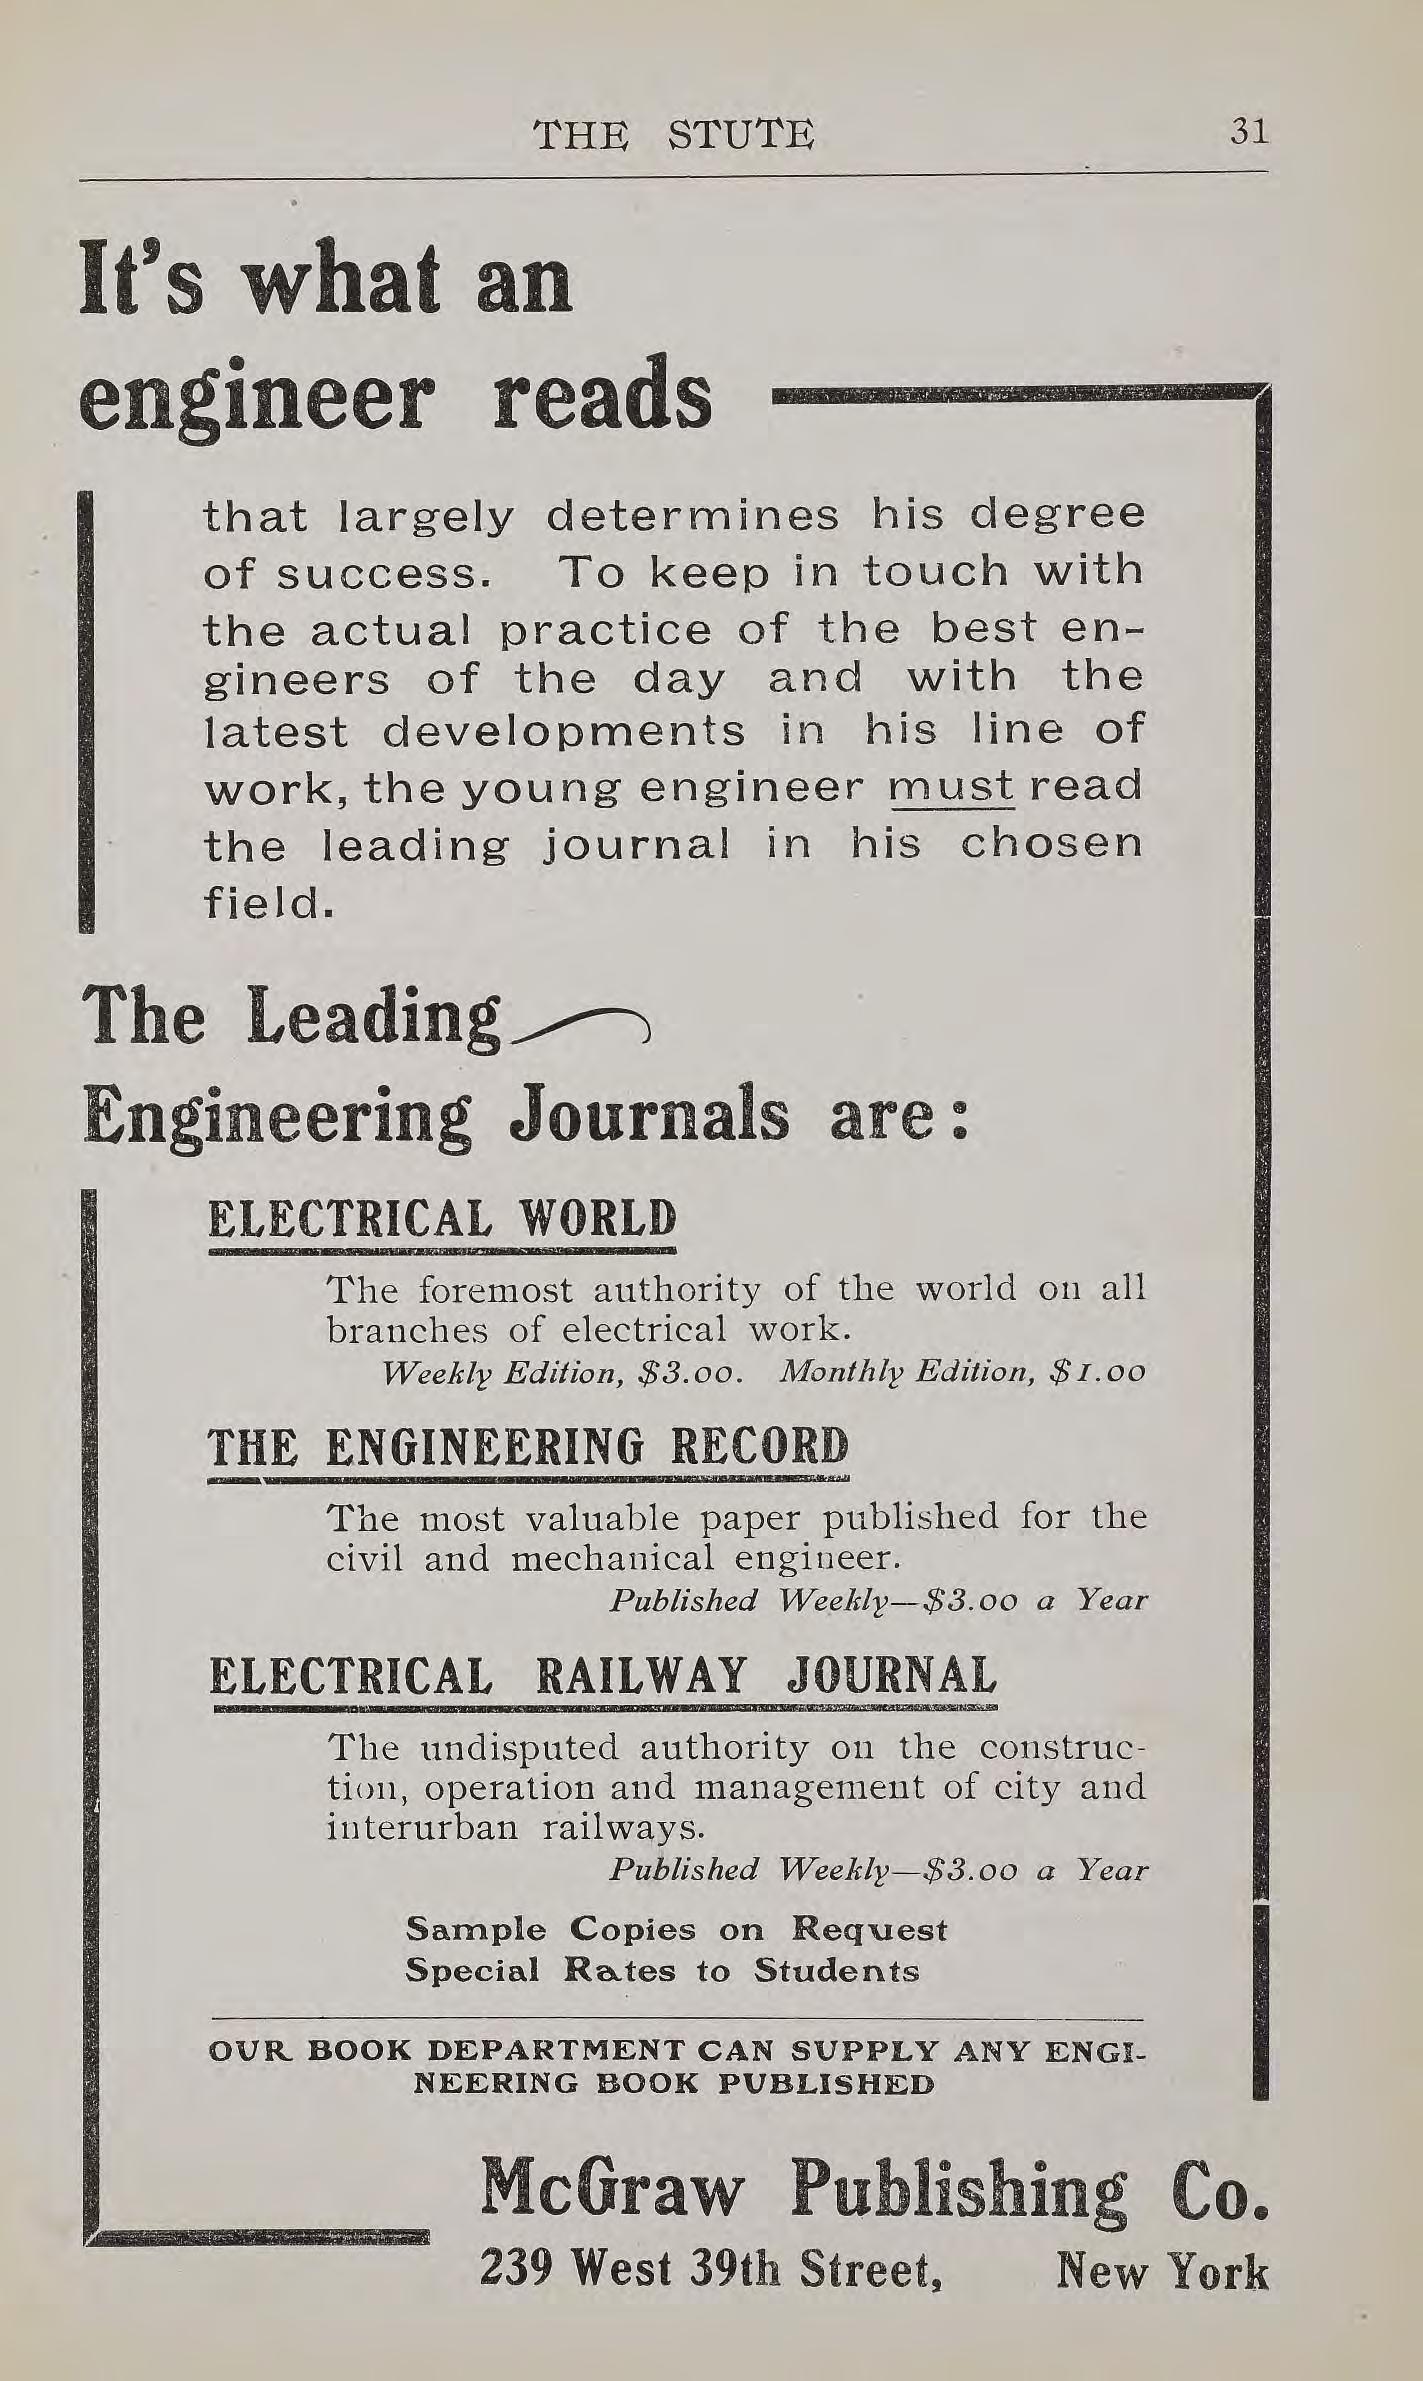 THE STUTE 31
It's what an
engineer reads
that largely determines his degree
of success. To keep in touch with
the actual practice of the best en-
gineers of the day and with the
latest developments in his line of
work, the young engineer must read
the leading journal in his chosen
field.
The Leading
Engineering Journals are:
ELECTRICAL WORLD
The foremost authority of the world on all
branches of electrical work.
Weekly Edition, $3.00. Monthly Edition, $1.00
THE ENGINEERING RECORD
The most valuable paper published for the
civil and mechanical engineer.
Published Weekly—$3.00 a Year
ELECTRICAL RAILWAY JOURNAL
The undisputed authority on the construc-
tion, operation and management of city and
interurban railways.
Published Weekly—$3.00 a Year
Sample Copies on Request
Special Rates to Students
OUR BOOK DEPARTMENT CAN SUPPLY ANY ENGI-
NEERING BOOK PUBLISHED
McGraw Publishing Co.
239 West 39th Street, New York